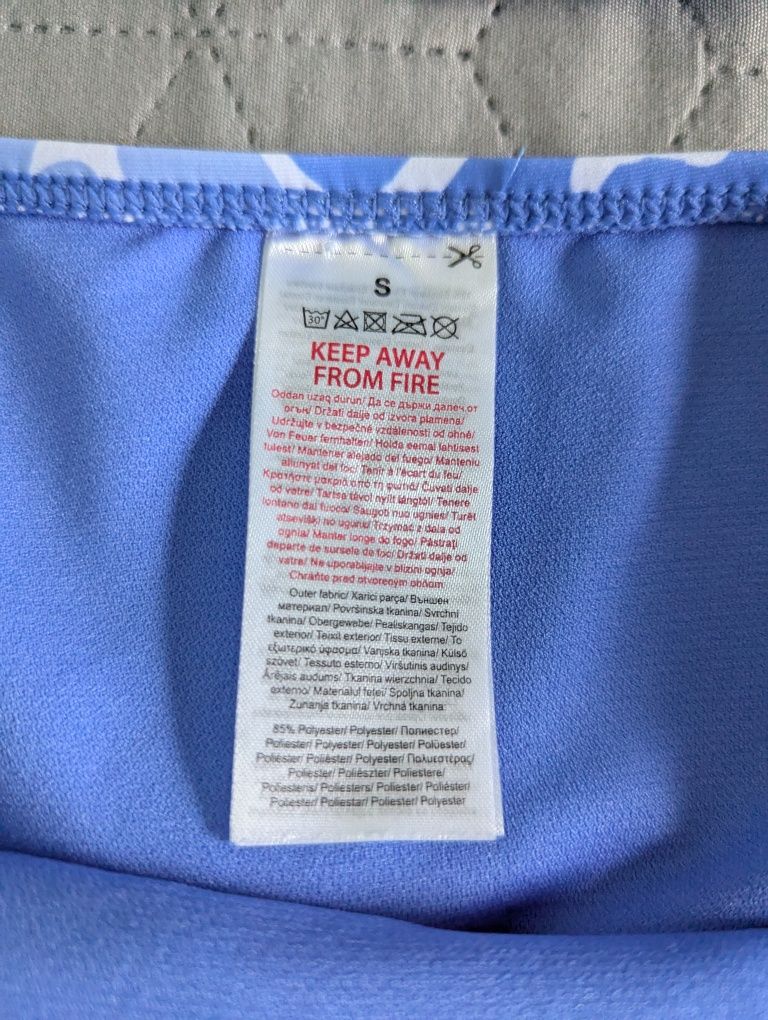 S
30°
KEEP AWAY
FROM FIRE
Oddan uzaq durun/ Да се държи далеч от
огън/ Držati dalje od izvora plamena/
Udržujte v bezpečné vzdálenosti od ohně/
Von Feuer fernhalten/ Hoida eemal lahtisest
tulest/ Mantener alejado del fuego/ Manteniu
allunyat del foc/ Tenir à l'écart du feu/
Κρατήστε μακριά από τη φωτιά/ Čuvati dalje
od vatre/ Tartsa távol nyílt lángtól/ Tenere
lontano dal fuoco/ Saugoti nuo ugnies/ Turēt
atsevišķi no uguns/ Trzymać z dala od
ognia/ Manter longe do fogo/ Păstraţi
departe de sursele de foc/ Držati dalje od
vatre/ Ne uporabljajte v bližini ognja/
Chráňte pred otvoreným ohňom
Outer fabric/ Xarici parça/ Външен
материал/ Površinska tkanina/ Svrchní
tkanina/ Obergewebe/ Pealiskangas/ Tejido
exterior/ Teixit exterior/ Tissu externe/ Το
εξωτερικό ύφασμα/ Vanjska tkanina/ Külső
szövet/ Tessuto esterno/ Viršutinis audinys/
Ārējais audums/ Tkanina wierzchnia/ Tecido
externo/ Materialul feţei/ Spoljna tkanina/
Zunanja tkanina/ Vrchná tkanina:
85% Polyester/ Polyester/ Полиестер/
Poliester/ Polyester/ Polyester/ Polüester/
Poliéster/ Polièster/ Polyester/ Πολυεστέρας/
Poliester/ Poliészter/ Poliestere/
Poliesteris/ Poliesters/ Poliester/ Poliéster/
Poliester/ Poliestar/ Poliester/ Polyester